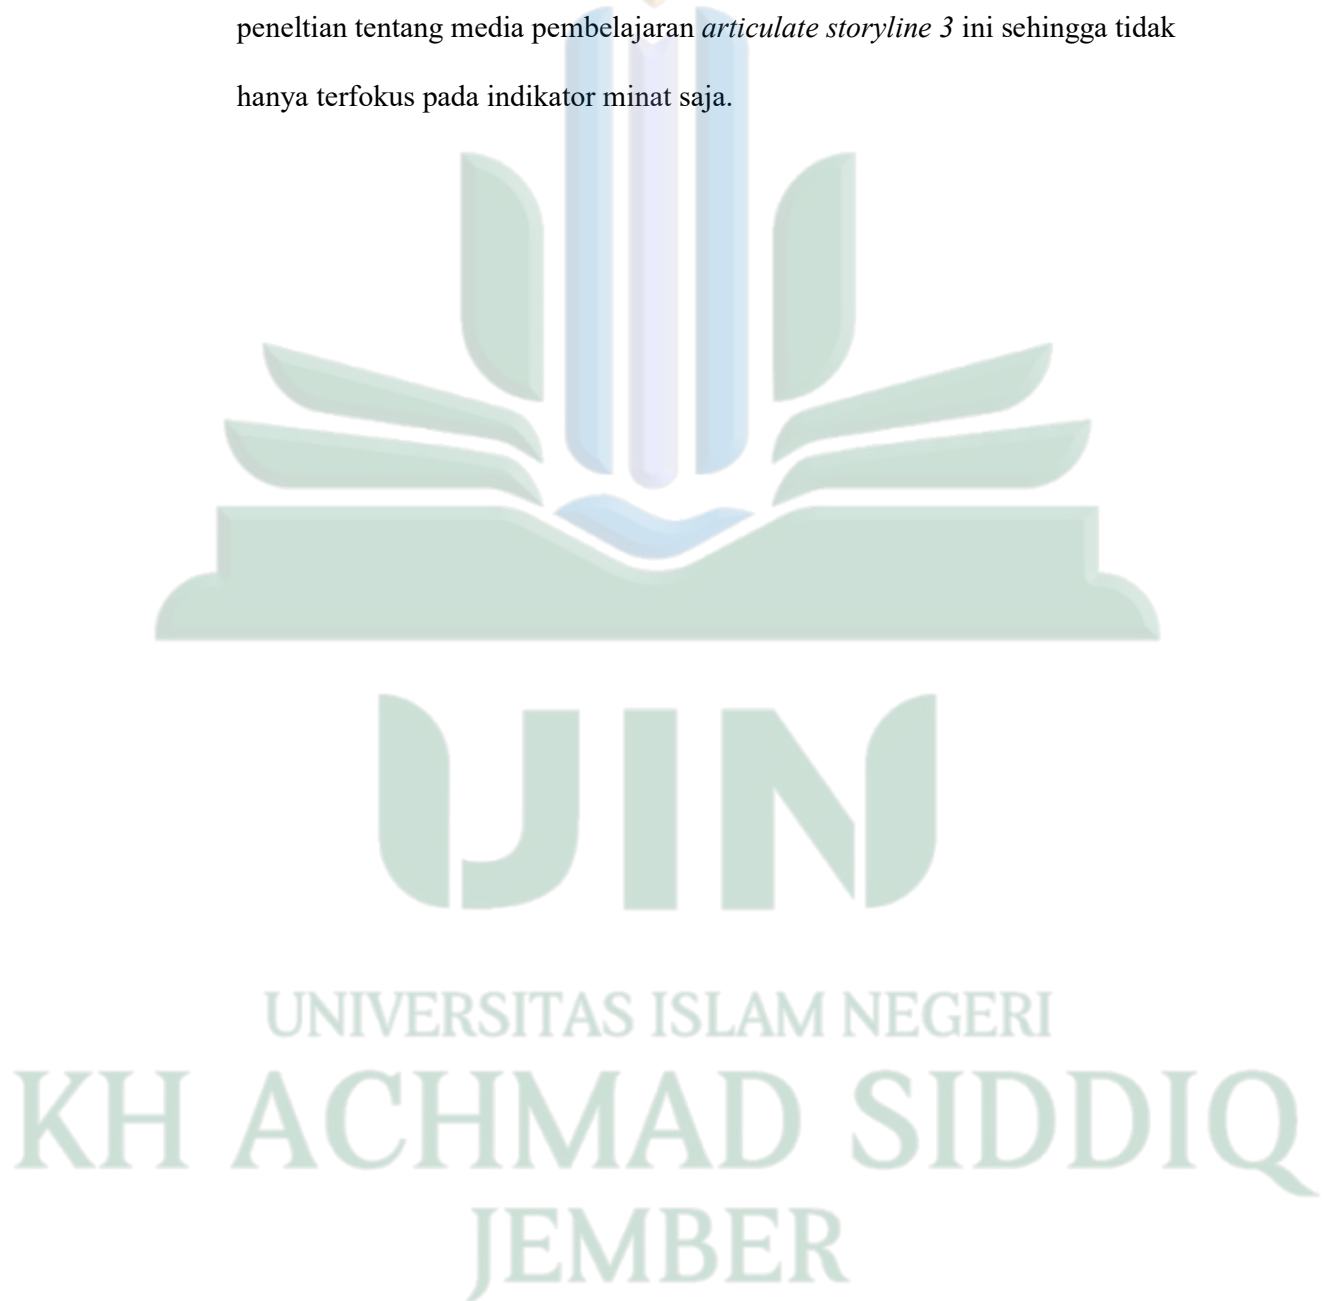 peneltian tentang media pembelajaran articulate storyline 3 ini sehingga tidak
hanya terfokus pada indikator minat saja.
UIN
UNIVERSITAS ISLAM NEGERI
KH ACHMAD SIDDIQ
JEMBER